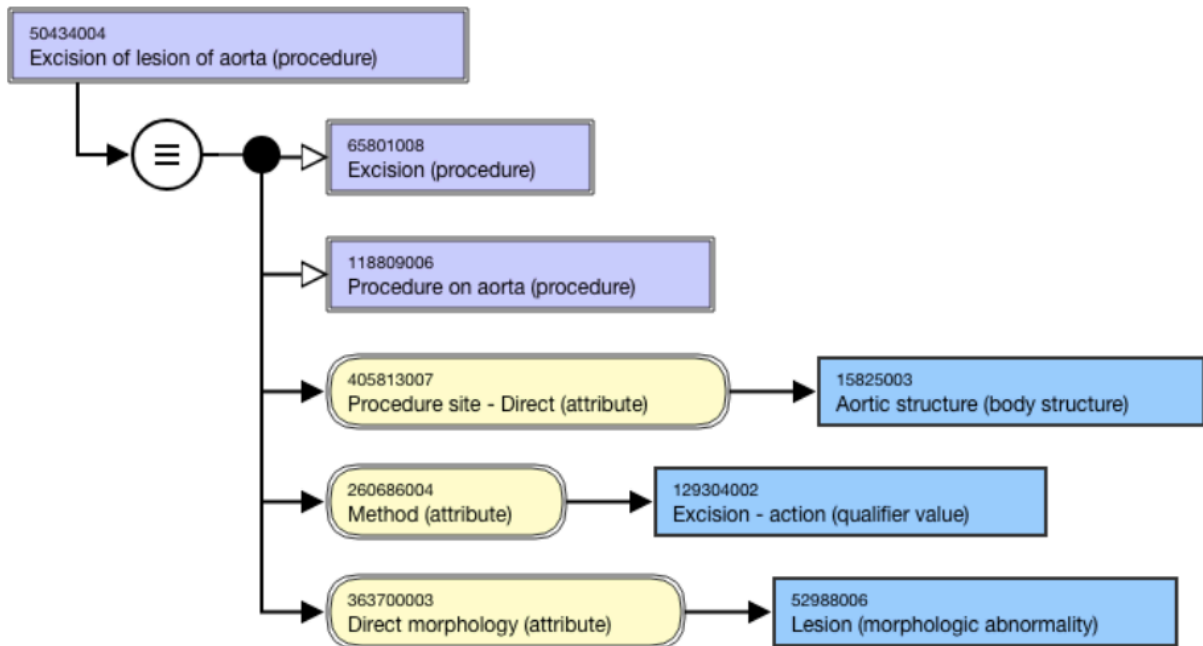 50434004
Excision of lesion of aorta (procedure)
65801008
Excision (procedure)
118809006
Procedure on aorta (procedure)
405813007
Procedure site - Direct (attribute)
15825003
Aortic structure (body structure)
260686004
Method (attribute)
129304002
Excision - action (qualifier value)
363700003
Direct morphology (attribute)
52988006
Lesion (morphologic abnormality)